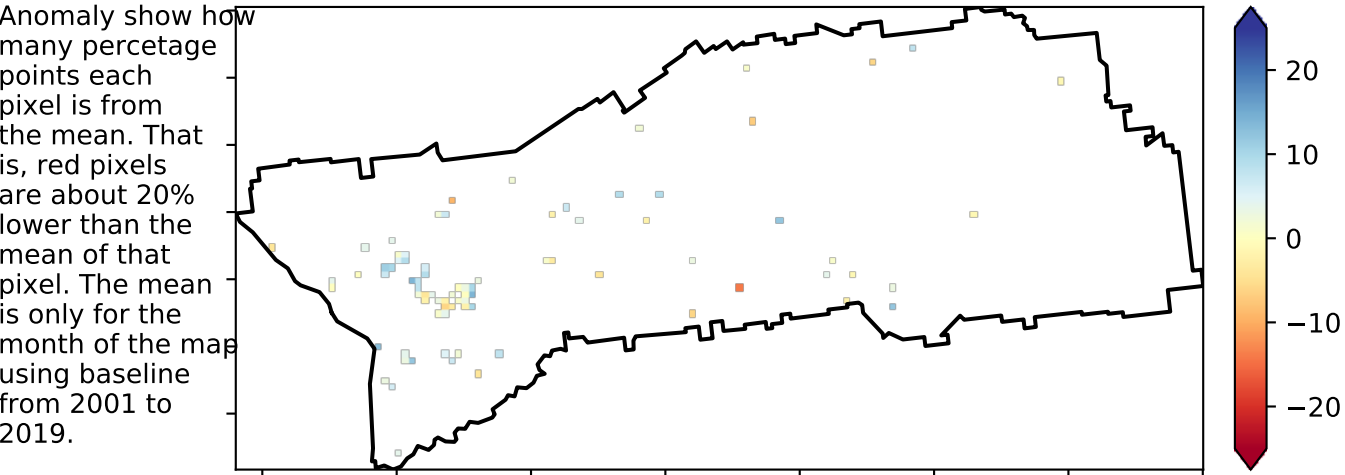 Anomaly show how
many percetage
points each
pixel is from
the mean. That
is, red pixels
are about 20%
lower than the
mean of that
pixel. The mean
is only for the
month of the map
using baseline
from 2001 to
2019.
20
10
0
−10
−20